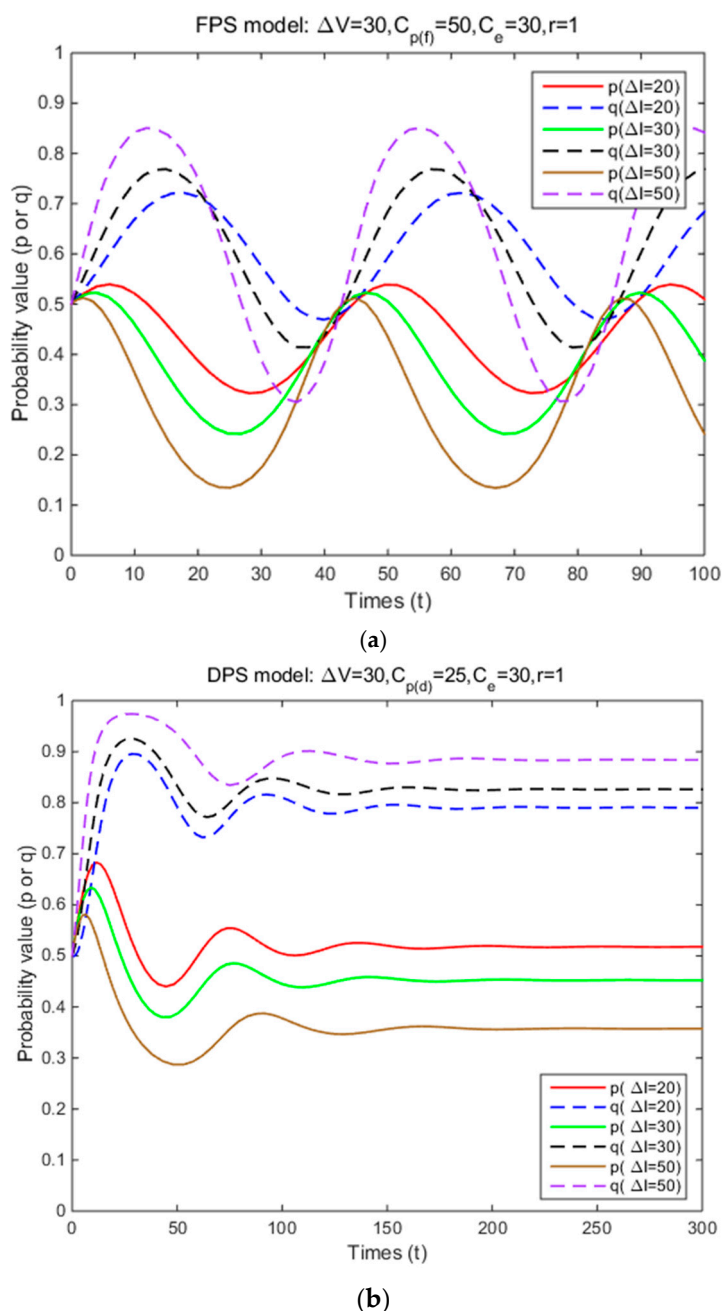 FPS model: ΔV=30,C_p(f)=50,C_e=30,r=1
1
0.9
0.8
0.7
0.6
0.5
0.4
0.3
0.2
0.1
0
Probability value (p or q)
p(ΔI=20)
q(ΔI=20)
p(ΔI=30)
q(ΔI=30)
p(ΔI=50)
q(ΔI=50)
0 10 20 30 40 50 60 70 80 90 100
Times (t)
(a)
DPS model: ΔV=30,C_p(d)=25,C_e=30,r=1
1
0.9
0.8
0.7
0.6
0.5
0.4
0.3
0.2
0.1
0
Probability value (p or q)
p( ΔI=20)
q( ΔI=20)
p( ΔI=30)
q( ΔI=30)
p( ΔI=50)
q( ΔI=50)
0 50 100 150 200 250 300
Times (t)
(b)